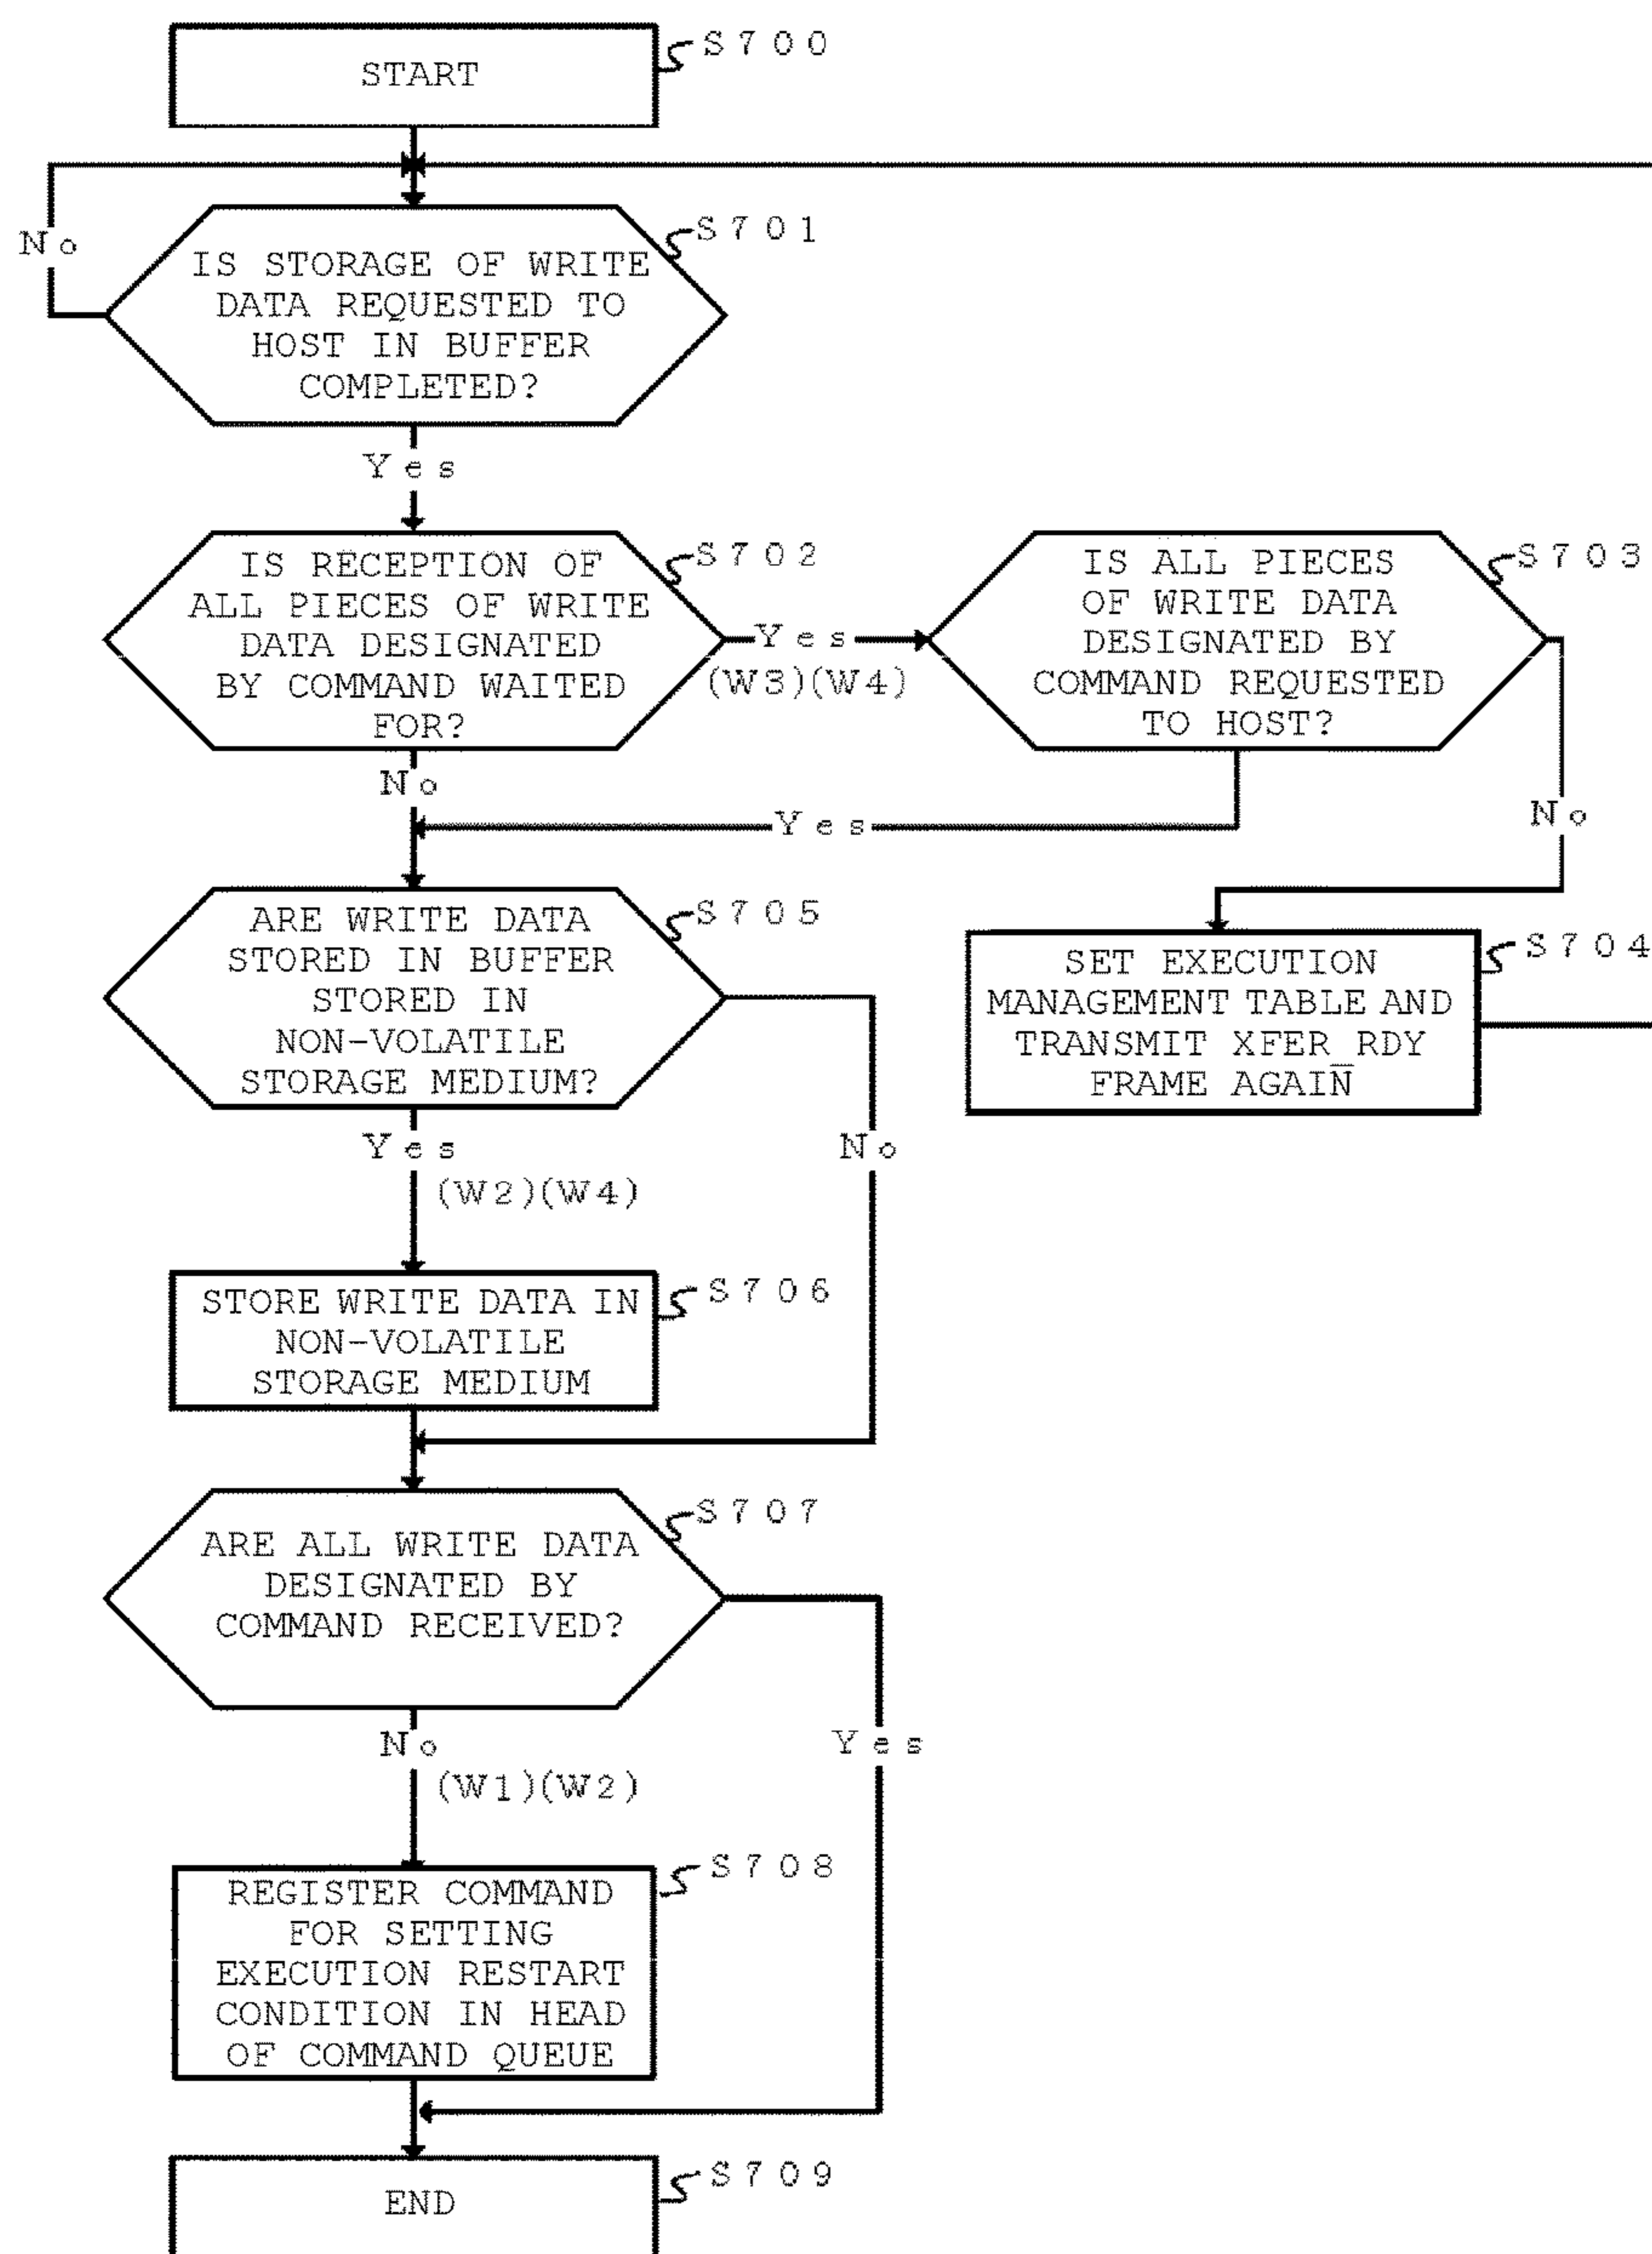 START
S700
No
S701
IS STORAGE OF WRITE
DATA REQUESTED TO
HOST IN BUFFER
COMPLETED?
Yes
S702
IS RECEPTION OF
ALL PIECES OF WRITE
DATA DESIGNATED
BY COMMAND WAITED
FOR?
Yes
(W3)(W4)
S703
IS ALL PIECES
OF WRITE DATA
DESIGNATED BY
COMMAND REQUESTED
TO HOST?
No
Yes
No
S705
ARE WRITE DATA
STORED IN BUFFER
STORED IN
NON-VOLATILE
STORAGE MEDIUM?
S704
SET EXECUTION
MANAGEMENT TABLE AND
TRANSMIT XFER_RDY
FRAME AGAIN
Yes
(W2)(W4)
No
S706
STORE WRITE DATA IN
NON-VOLATILE
STORAGE MEDIUM
S707
ARE ALL WRITE DATA
DESIGNATED BY
COMMAND RECEIVED?
No
(W1)(W2)
Yes
S708
REGISTER COMMAND
FOR SETTING
EXECUTION RESTART
CONDITION IN HEAD
OF COMMAND QUEUE
S709
END